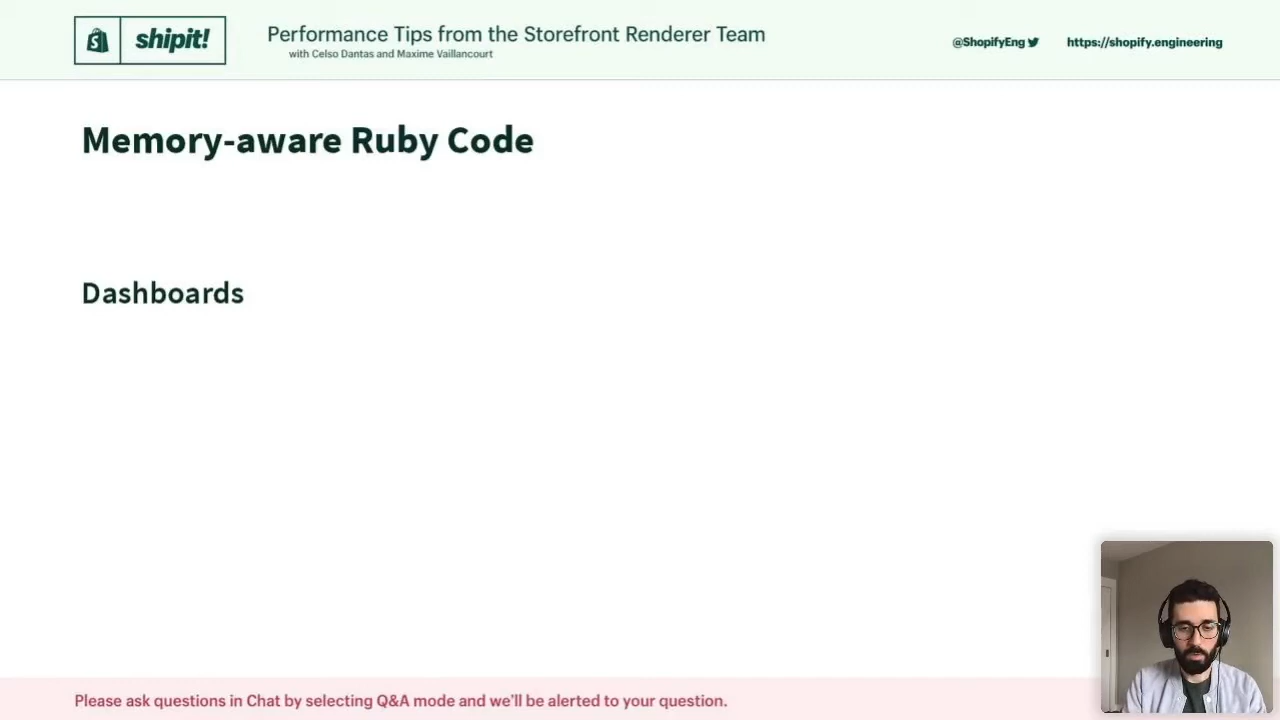 shipit!
Performance Tips from the Storefront Renderer Team
with Celso Dantas and Maxime Vaillancourt
@ShopifyEng
https://shopify.engineering
Memory-aware Ruby Code
Dashboards
Please ask questions in Chat by selecting Q&A mode and we'll be alerted to your question.